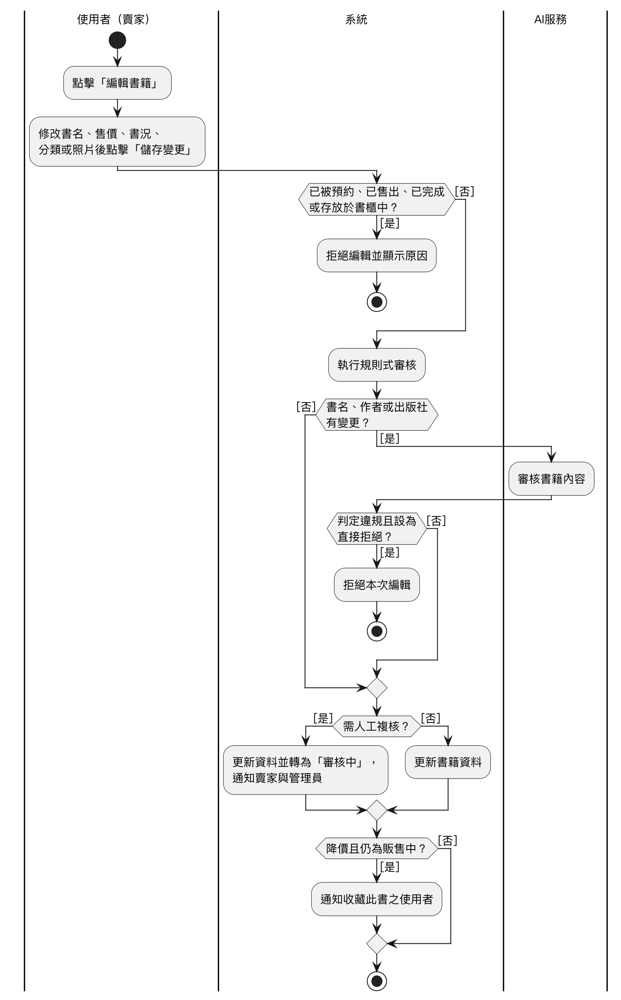 使用者（賣家）
系統
AI服務
點擊「編輯書籍」
修改書名、售價、書況、
分類或照片後點擊「儲存變更」
已被預約、已售出、已完成
或存放於書櫃中？
[否]
[是]
拒絕編輯並顯示原因
執行規則式審核
[否]
書名、作者或出版社
有變更？
[是]
審核書籍內容
判定違規且設為
直接拒絕？
[否]
[是]
拒絕本次編輯
[是]
需人工複核？
[否]
更新資料並轉為「審核中」，
通知賣家與管理員
更新書籍資料
降價且仍為販售中？
[否]
[是]
通知收藏此書之使用者